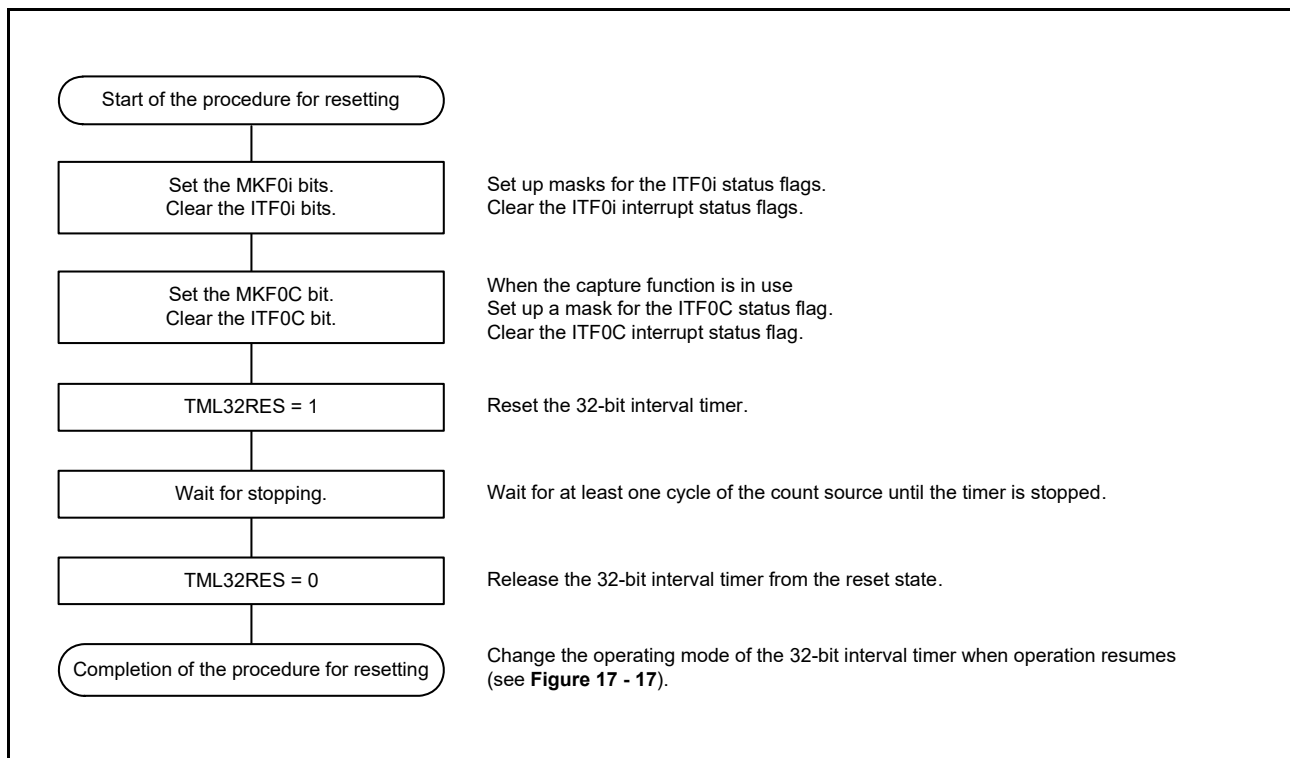 Start of the procedure for resetting
Set the MKF0i bits.
Clear the ITF0i bits.
Set up masks for the ITF0i status flags.
Clear the ITF0i interrupt status flags.
Set the MKF0C bit.
Clear the ITF0C bit.
When the capture function is in use
Set up a mask for the ITF0C status flag.
Clear the ITF0C interrupt status flag.
TML32RES = 1
Reset the 32-bit interval timer.
Wait for stopping.
Wait for at least one cycle of the count source until the timer is stopped.
TML32RES = 0
Release the 32-bit interval timer from the reset state.
Completion of the procedure for resetting
Change the operating mode of the 32-bit interval timer when operation resumes
(see Figure 17 - 17).